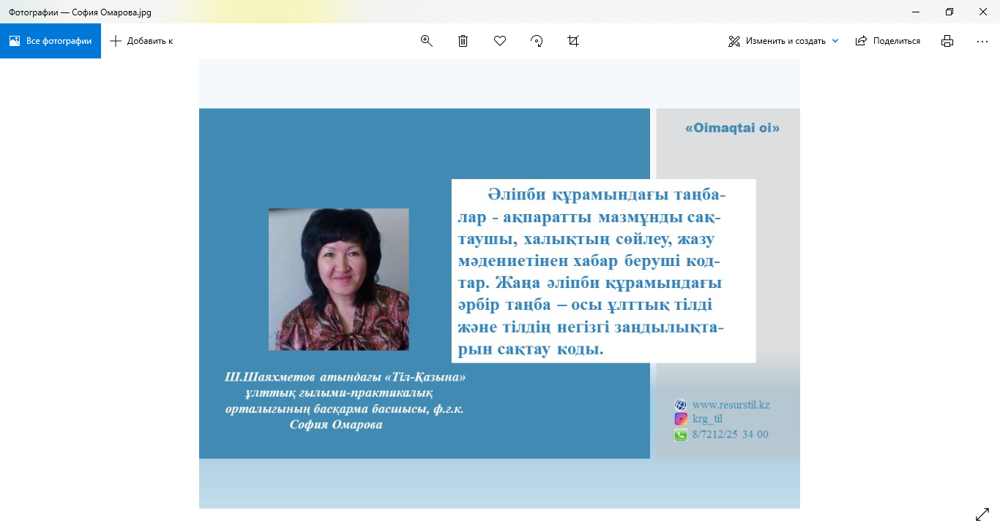 Фотографии — София Омарова.jpg
Все фотографии
Добавить к
Изменить и создать
Поделиться
«Oimaqtai oi»
Әліпби құрамындағы таңба-
лар - ақпаратты мазмұнды сақ-
таушы, халықтың сөйлеу, жазу
мәдениетінен хабар беруші код-
тар. Жаңа әліпби құрамындағы
әрбір таңба – осы ұлттық тілді
және тілдің негізгі заңдылықта-
рын сақтау коды.
Ш.Шаяхметов атындағы «Тіл-Қазына»
ұлттық ғылыми-практикалық
орталығының басқарма басшысы, ф.ғ.к.
София Омарова
www.resurstil.kz
krg_til
8/7212/25 34 00